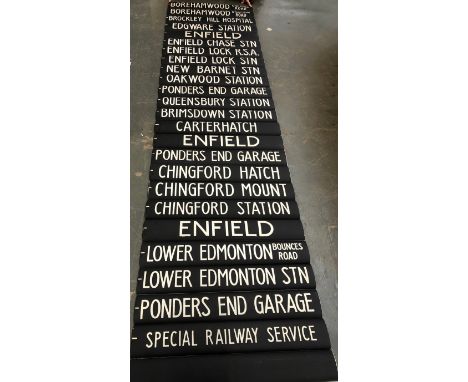 BOREHAMWOOD
BOREHAMWOOD ROAD
BROCKLEY HILL HOSPITAL
EDGWARE STATION
ENFIELD
ENFIELD CHASE STN
ENFIELD LOCK R.S.A.
ENFIELD LOCK STN
NEW BARNET STN
OAKWOOD STATION
PONDERS END GARAGE
QUEENSBURY STATION
BRIMSDOWN STATION
CARTERHATCH
ENFIELD
PONDERS END GARAGE
CHINGFORD HATCH
CHINGFORD MOUNT
CHINGFORD STATION
ENFIELD
LOWER EDMONTON BOUNCES ROAD
LOWER EDMONTON STN
PONDERS END GARAGE
SPECIAL RAILWAY SERVICE